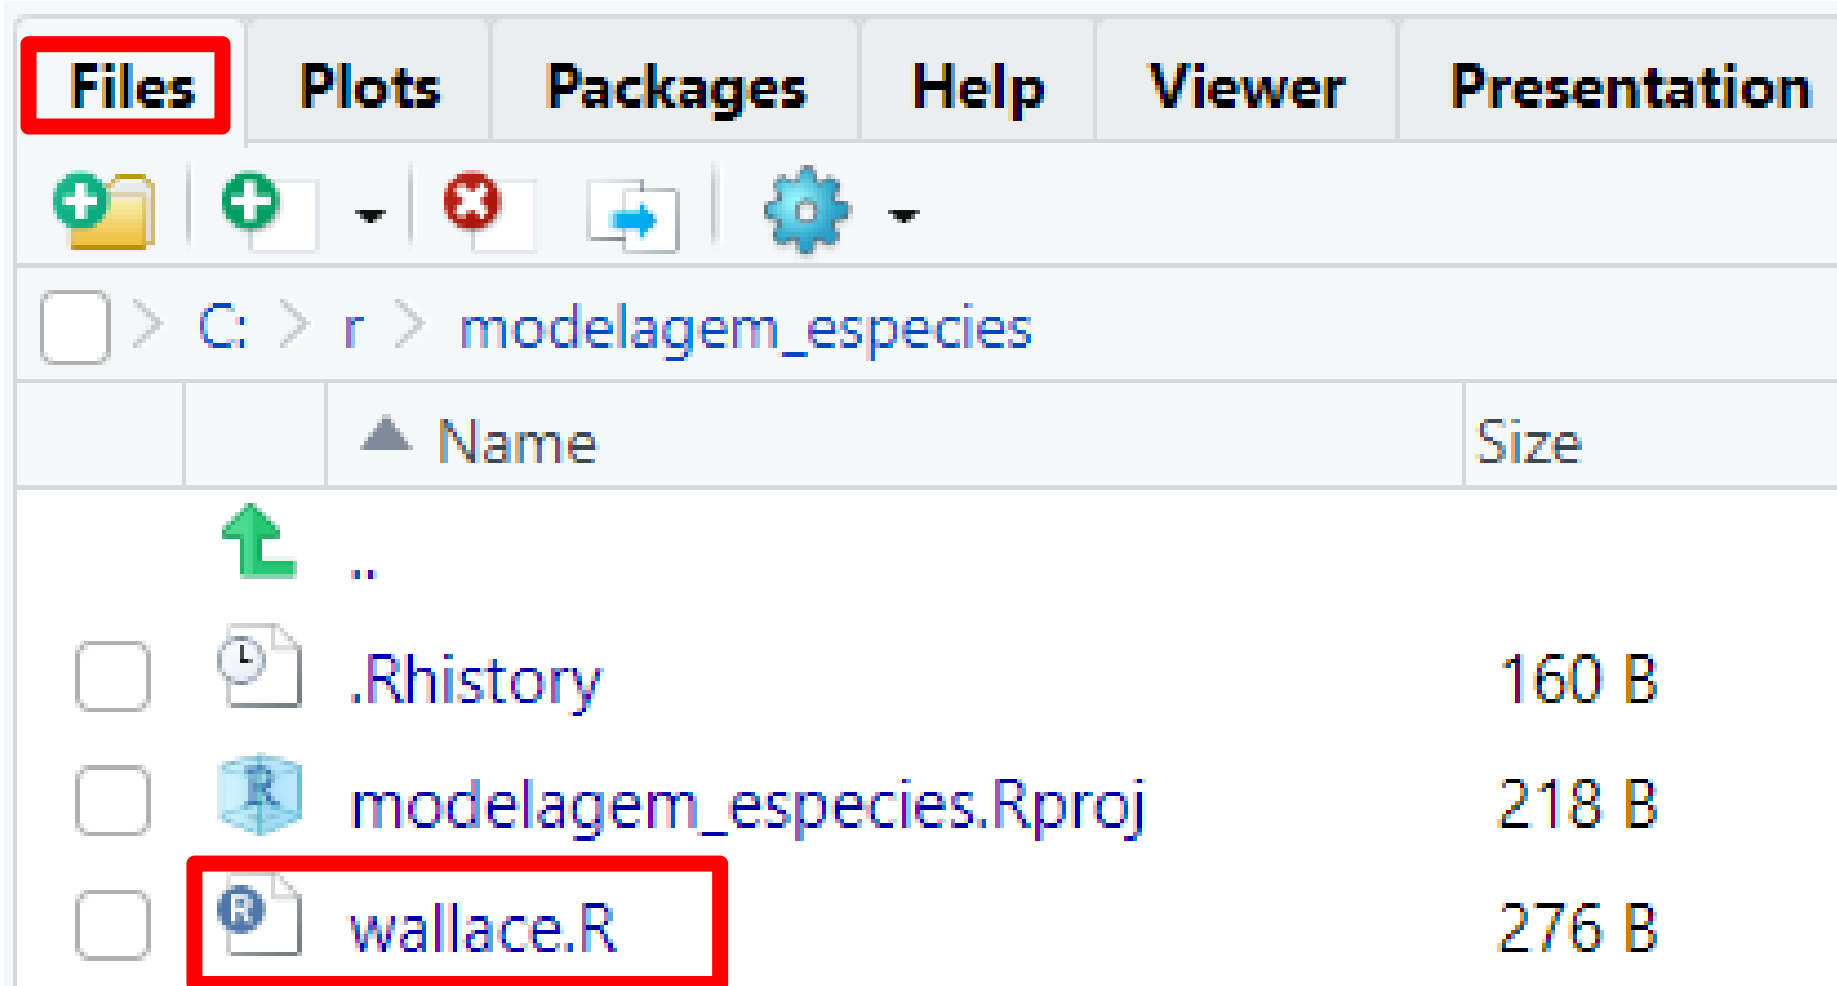 Files Plots Packages Help Viewer Presentation
C: r modelagem_especies
Name Size
..
.Rhistory 160 B
modelagem_especies.Rproj 218 B
wallace.R 276 B